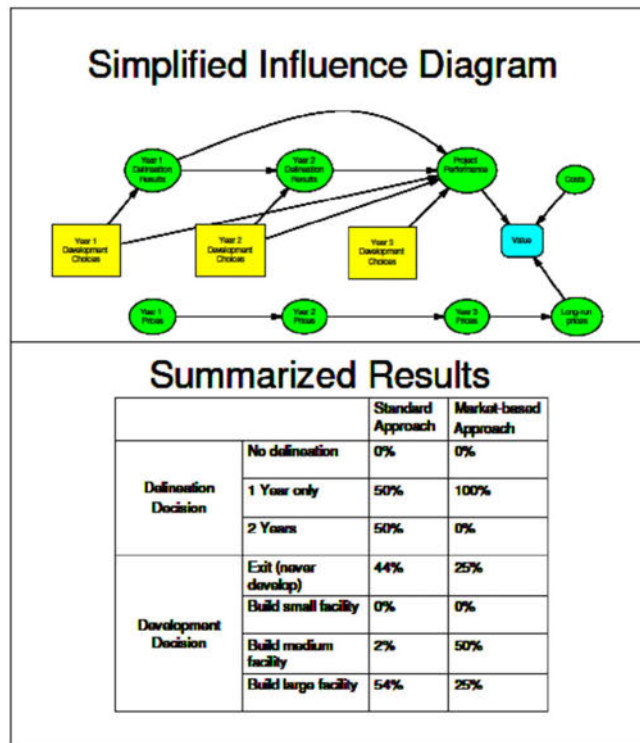 Simplified Influence Diagram
Year 1
Delineation
Results
Year 2
Delineation
Results
Project
Performance
Costs
Year 1
Development
Choices
Year 2
Development
Choices
Year 3
Development
Choices
Value
Year 1
Prices
Year 2
Prices
Year 3
Prices
Long-run
prices
Summarized Results
Standard
Approach
Market-based
Approach
Delineation
Decision
No delineation
0%
0%
1 Year only
50%
100%
2 Years
50%
0%
Development
Decision
Exit (never
develop)
44%
25%
Build small facility
0%
0%
Build medium
facility
2%
50%
Build large facility
54%
25%